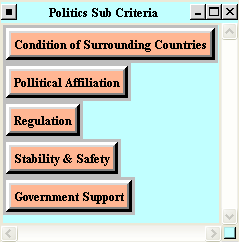 Politics Sub Criteria
Condition of Surrounding Countries
Pollitical Affiliation
Regulation
Stability & Safety
Government Support